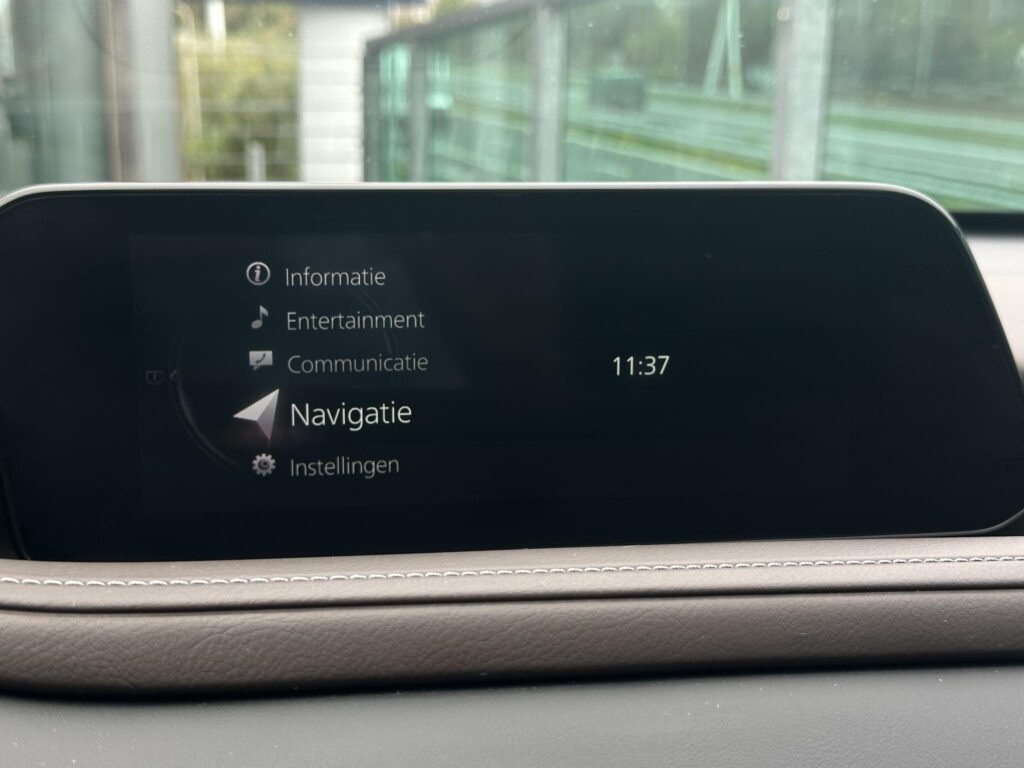 Informatie
Entertainment
Communicatie
11:37
Navigatie
Instellingen